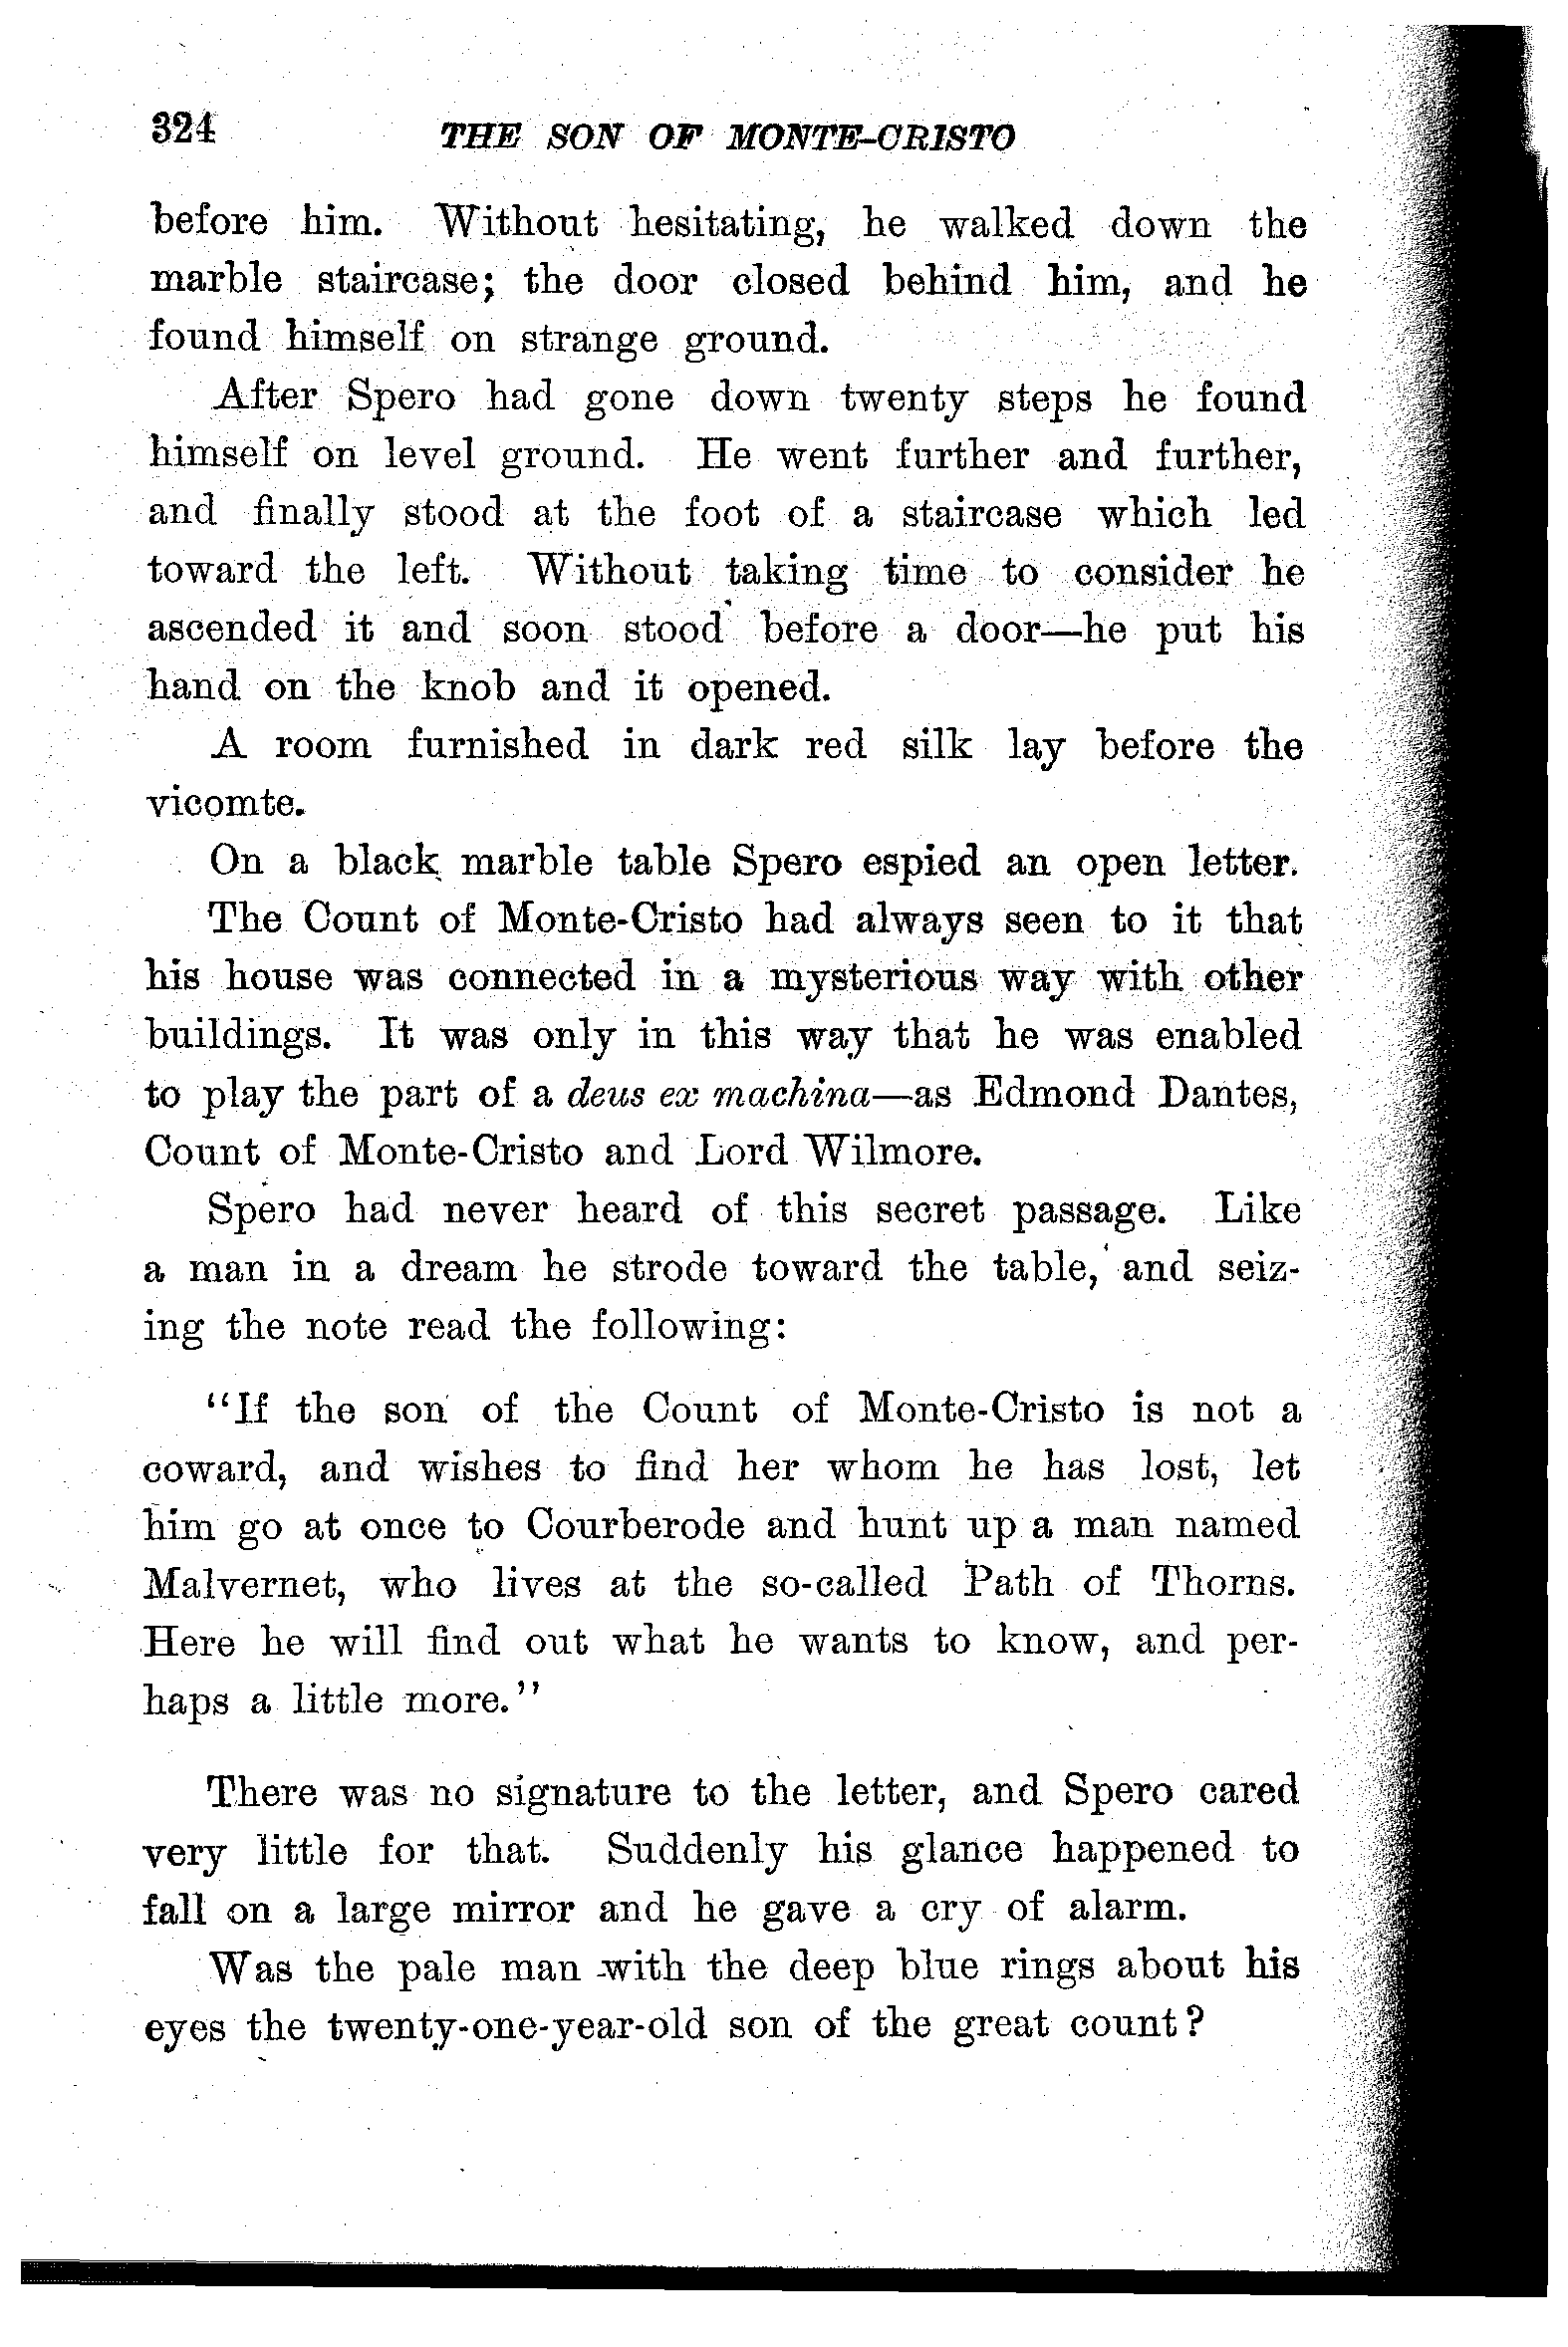 324 THE SON OF MONTE-CRISTO
before him. Without hesitating, he walked down the
marble staircase; the door closed behind him, and he
found himself on strange ground.
After Spero had gone down twenty steps he found
himself on level ground. He went further and further,
and finally stood at the foot of a staircase which led
toward the left. Without taking time to consider he
ascended it and soon stood before a door—he put his
hand on the knob and it opened.
A room furnished in dark red silk lay before the
vicomte.
On a black marble table Spero espied an open letter.
The Count of Monte-Cristo had always seen to it that
his house was connected in a mysterious way with other
buildings. It was only in this way that he was enabled
to play the part of a deus ex machina—as Edmond Dantes,
Count of Monte-Cristo and Lord Wilmore.
Spero had never heard of this secret passage. Like
a man in a dream he strode toward the table, and seiz-
ing the note read the following:
"If the son of the Count of Monte-Cristo is not a
coward, and wishes to find her whom he has lost, let
him go at once to Courberode and hunt up a man named
Malvernet, who lives at the so-called Path of Thorns.
Here he will find out what he wants to know, and per-
haps a little more."
There was no signature to the letter, and Spero cared
very little for that. Suddenly his glance happened to
fall on a large mirror and he gave a cry of alarm.
Was the pale man with the deep blue rings about his
eyes the twenty-one-year-old son of the great count?